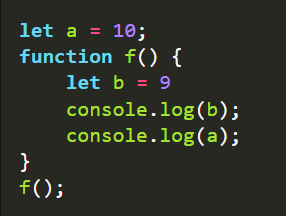 let a = 10;
function f() {
    let b = 9
    console.log(b);
    console.log(a);
}
f();